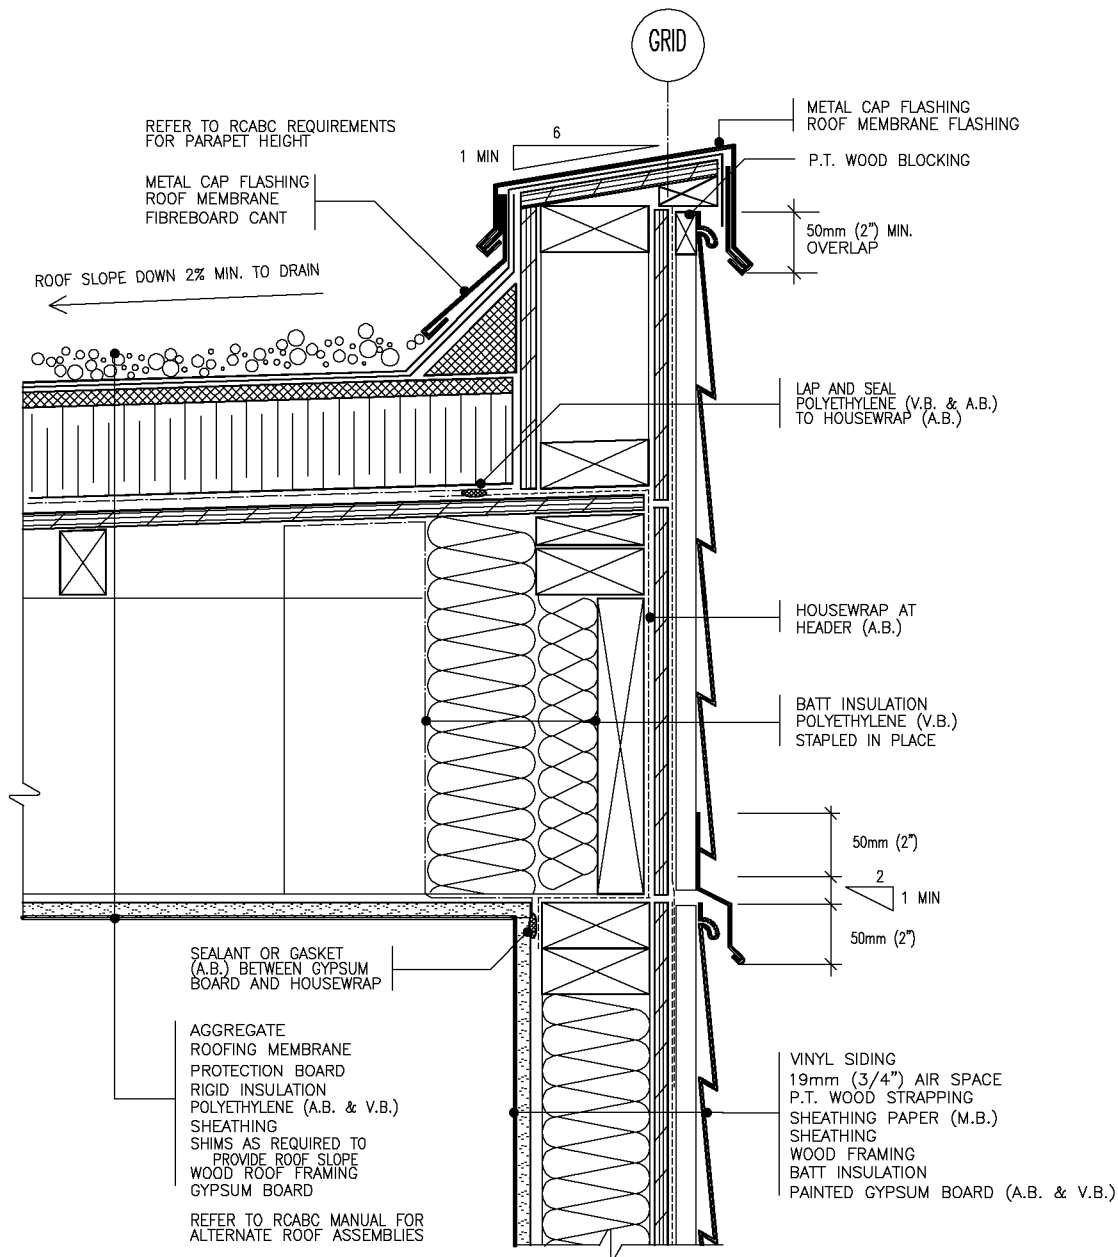 GRID
METAL CAP FLASHING
ROOF MEMBRANE FLASHING
P.T. WOOD BLOCKING
REFER TO RCABC REQUIREMENTS
FOR PARAPET HEIGHT
6
1 MIN
METAL CAP FLASHING
ROOF MEMBRANE
FIBREBOARD CANT
50mm (2") MIN.
OVERLAP
ROOF SLOPE DOWN 2% MIN. TO DRAIN
LAP AND SEAL
POLYETHYLENE (V.B. & A.B.)
TO HOUSEWRAP (A.B.)
HOUSEWRAP AT
HEADER (A.B.)
BATT INSULATION
POLYETHYLENE (V.B.)
STAPLED IN PLACE
50mm (2")
2
1 MIN
50mm (2")
SEALANT OR GASKET
(A.B.) BETWEEN GYPSUM
BOARD AND HOUSEWRAP
AGGREGATE
ROOFING MEMBRANE
PROTECTION BOARD
RIGID INSULATION
POLYETHYLENE (A.B. & V.B.)
SHEATHING
SHIMS AS REQUIRED TO
PROVIDE ROOF SLOPE
WOOD ROOF FRAMING
GYPSUM BOARD
REFER TO RCABC MANUAL FOR
ALTERNATE ROOF ASSEMBLIES
VINYL SIDING
19mm (3/4") AIR SPACE
P.T. WOOD STRAPPING
SHEATHING PAPER (M.B.)
SHEATHING
WOOD FRAMING
BATT INSULATION
PAINTED GYPSUM BOARD (A.B. & V.B.)